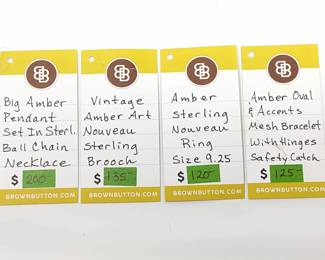 BB
Big Amber
Pendant
Set In Sterl.
Ball Chain
Necklace
$ 200-
BROWNBUTTON.COM
BB
Vintage
Amber Art
Nouveau
Sterling
Brooch
$ 135-
BROWNBUTTON.COM
BB
Amber
Sterling
Nouveau
Ring
Size 9.25
$ 120-
BROWNBUTTON.COM
BB
Amber Oval
& Accents
Mesh Bracelet
With Hinges
Safety Catch
$ 125-
BROWNBUTTON.COM